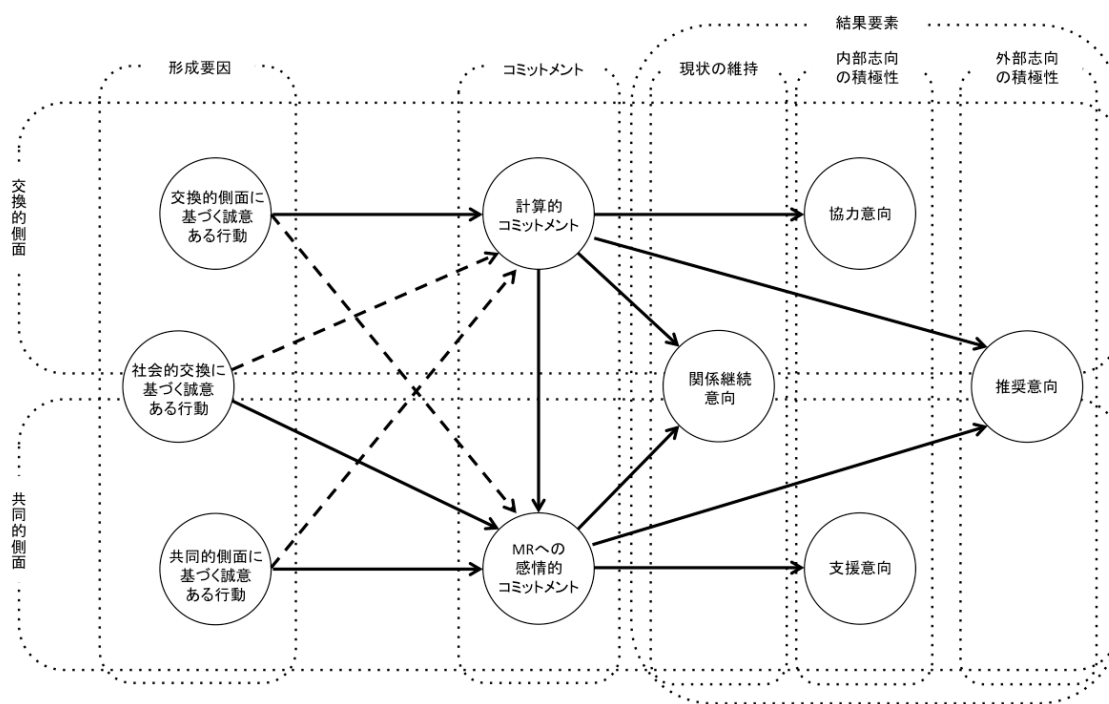 結果要素
形成要因
コミットメント
現状の維持
内部志向
の積極性
外部志向
の積極性
交換的側面
交換的側面に
基づく誠意
ある行動
計算的
コミットメント
協力意向
社会的交換に
基づく誠意
ある行動
関係継続
意向
推奨意向
共同的側面
共同的側面に
基づく誠意
ある行動
MRへの
感情的
コミットメント
支援意向